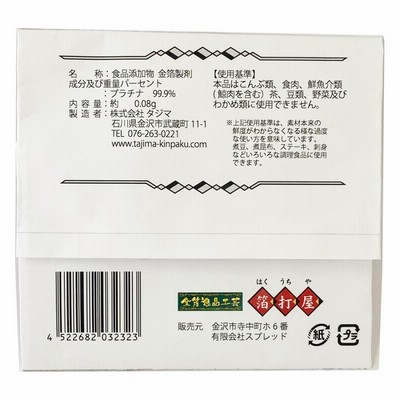 名　称：食品添加物 金箔製剤
成分及び重量パーセント
：プラチナ　99.9%
内容量：約　0.08g
製造者：株式会社 タジマ
石川県金沢市武蔵町 11-1
TEL 076-263-0221
www.tajima-kinpaku.com
【使用基準】
本品はこんぶ類、食肉、鮮魚介類
(鯨肉を含む) 茶、豆類、野菜及び
わかめ類に使用できません。
※上記使用基準は、素材本来の
鮮度がわからなくなる様な過度
な使い方を意味しています。
煮豆、煮昆布、ステーキ、刺身
などいろいろな調理食品に使用
できます。
はく うち や
箔打屋
販売元　金沢市寺中町ホ6番
有限会社スプレッド
紙
プラ
4 522682 032323